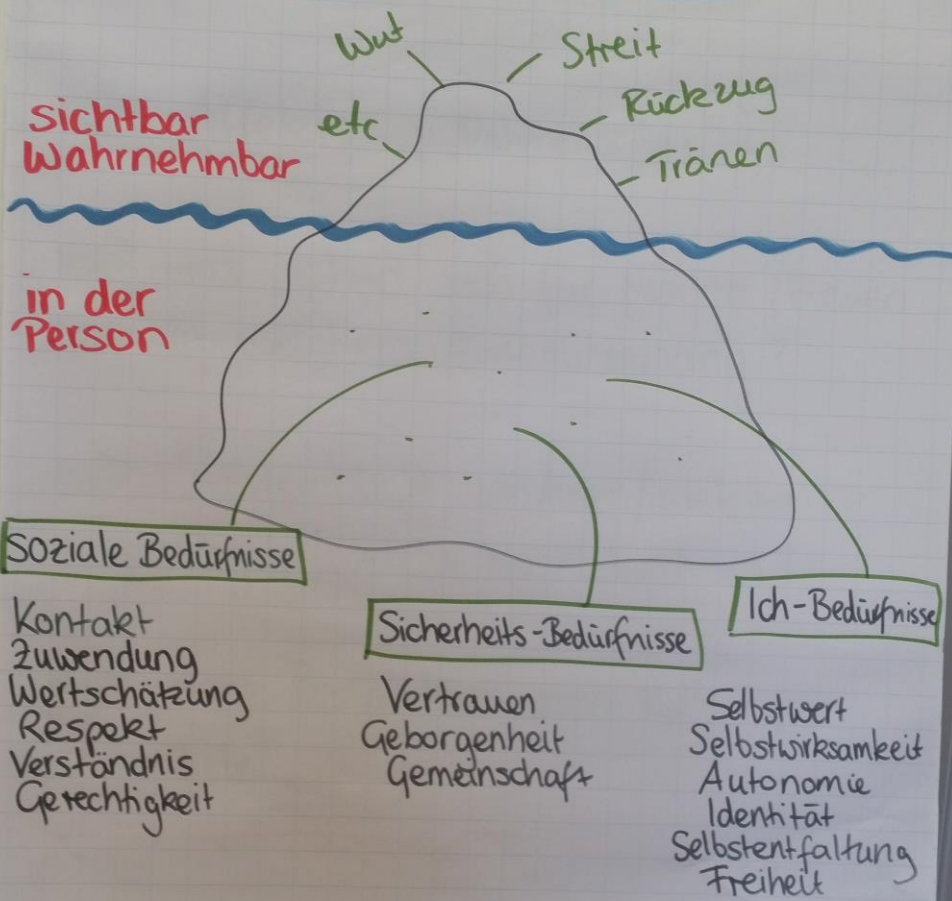 Wut
Streit
Rückzug
etc
Tränen
sichtbar
Wahrnehmbar
in der
Person
Soziale Bedürfnisse
Kontakt
Zuwendung
Wertschätzung
Respekt
Verständnis
Gerechtigkeit
Sicherheits-Bedürfnisse
Vertrauen
Geborgenheit
Gemeinschaft
Ich-Bedürfnisse
Selbstwert
Selbstwirksamkeit
Autonomie
Identität
Selbstentfaltung
Freiheit